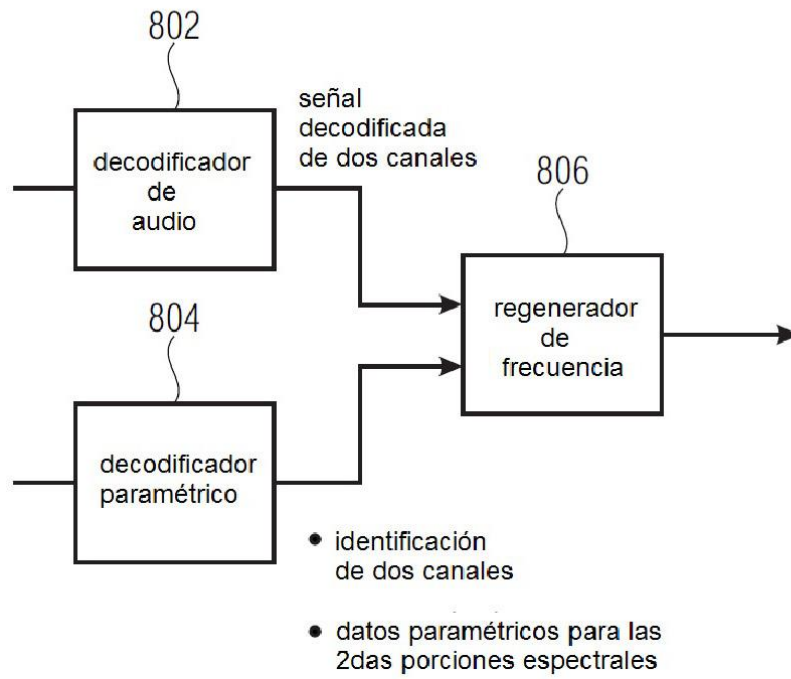 802
decodificador
de
audio
señal
decodificada
de dos canales
806
regenerador
de
frecuencia
804
decodificador
paramétrico
● identificación
de dos canales
● datos paramétricos para las
2das porciones espectrales